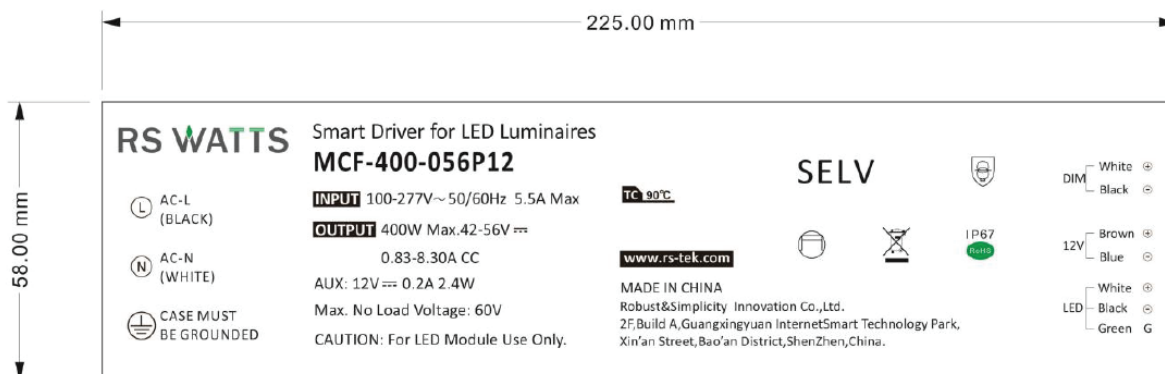 225.00 mm
58.00 mm
RS WATTS
Smart Driver for LED Luminaires
MCF-400-056P12
INPUT 100-277V~50/60Hz 5.5A Max
OUTPUT 400W Max.42-56V⎓
0.83-8.30A CC
AUX: 12V⎓ 0.2A 2.4W
Max. No Load Voltage: 60V
CAUTION: For LED Module Use Only.
L AC-L
(BLACK)
N AC-N
(WHITE)
CASE MUST
BE GROUNDED
TC 90℃
www.rs-tek.com
MADE IN CHINA
Robust&Simplicity Innovation Co.,Ltd.
2F,Build A,Guangxingyuan InternetSmart Technology Park,
Xin'an Street,Bao'an District,ShenZhen,China.
SELV
IP67
RoHS
DIM
White ⊕
Black ⊖
12V
Brown ⊕
Blue ⊖
LED
White ⊕
Black ⊖
Green G